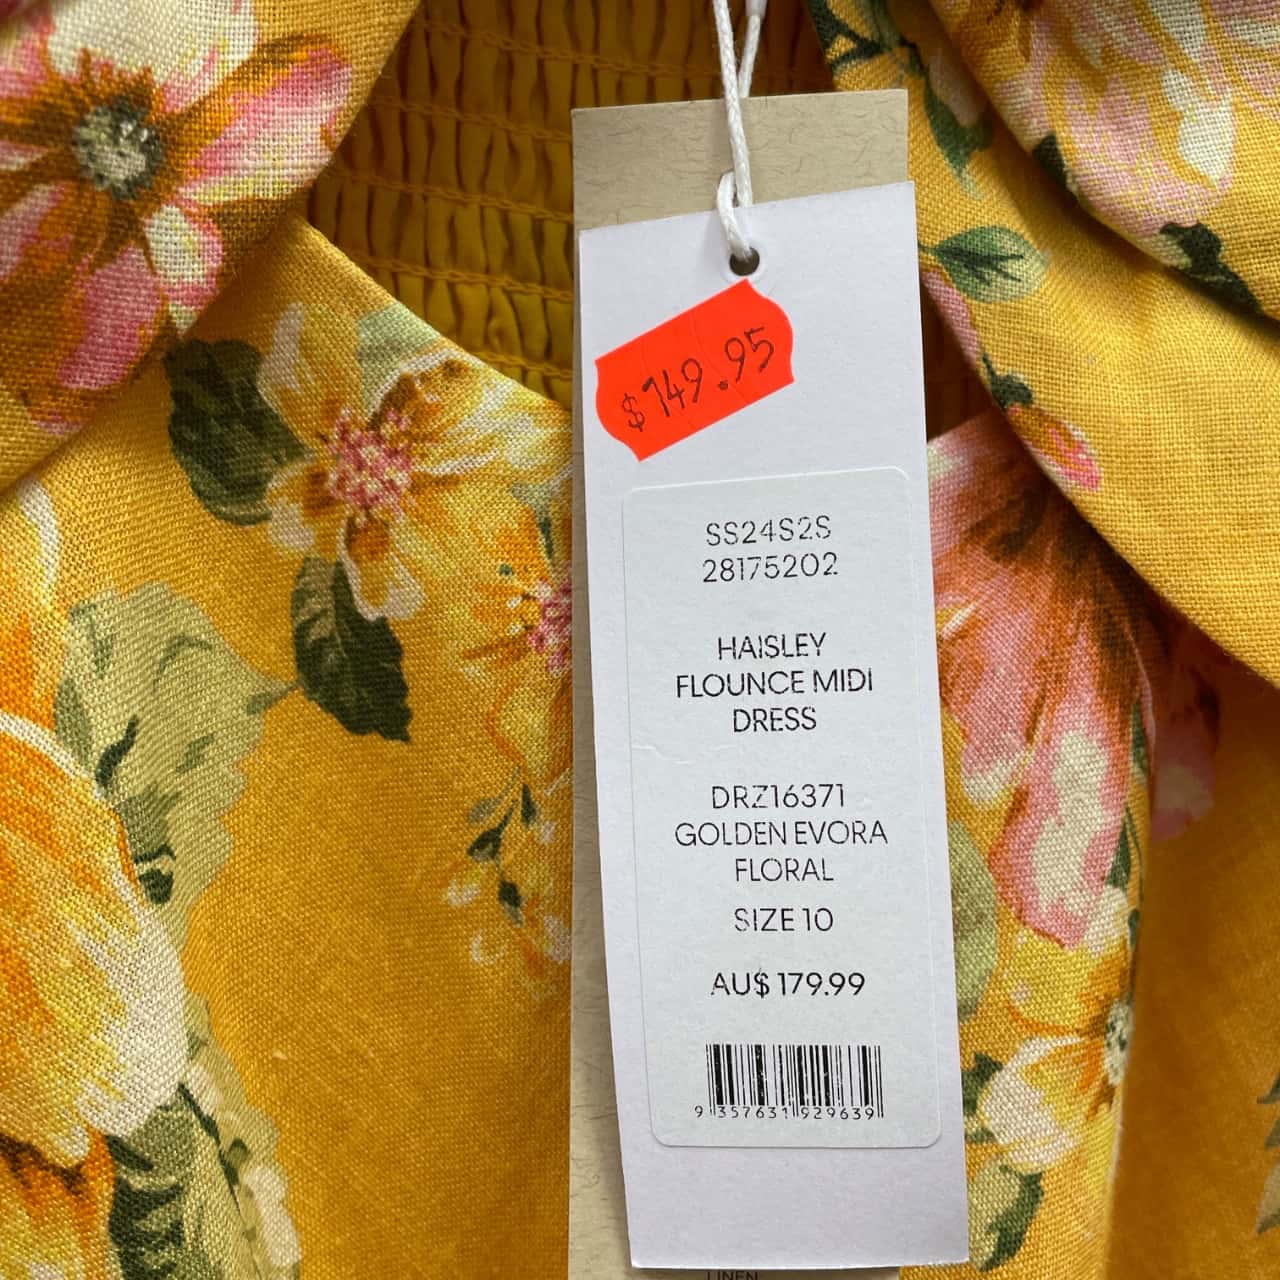 $149.95
SS24S2S
28175202
HAISLEY
FLOUNCE MIDI
DRESS
DRZ16371
GOLDEN EVORA
FLORAL
SIZE 10
AU$ 179.99
9 357631 929639
LINEN